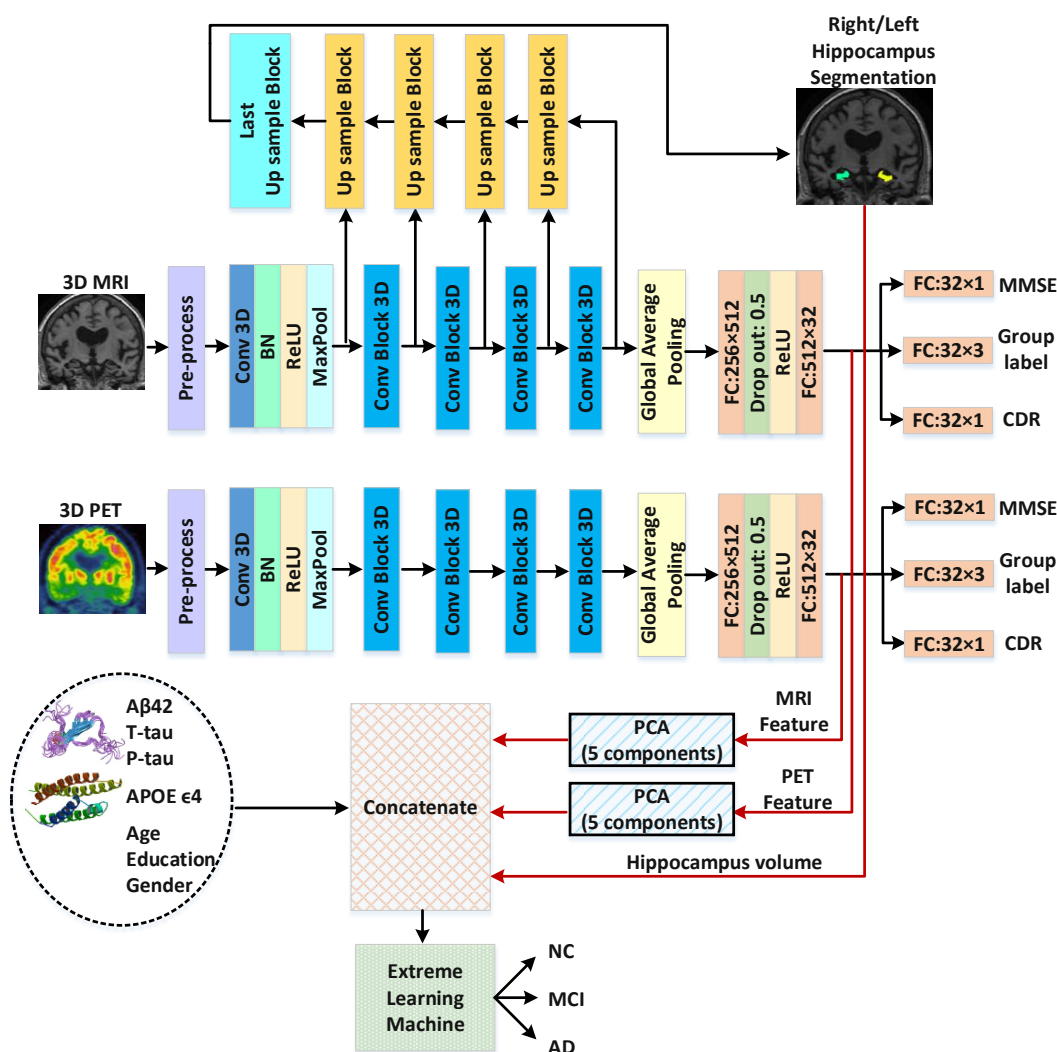 Right/Left
Hippocampus
Segmentation
Last
Up sample Block
Up sample Block
Up sample Block
Up sample Block
Up sample Block
3D MRI
Pre-process
Conv 3D
BN
ReLU
MaxPool
Conv Block 3D
Conv Block 3D
Conv Block 3D
Conv Block 3D
Global Average
Pooling
FC:256×512
Drop out: 0.5
ReLU
FC:512×32
FC:32×1
MMSE
FC:32×3
Group
label
FC:32×1
CDR
3D PET
Pre-process
Conv 3D
BN
ReLU
MaxPool
Conv Block 3D
Conv Block 3D
Conv Block 3D
Conv Block 3D
Global Average
Pooling
FC:256×512
Drop out: 0.5
ReLU
FC:512×32
FC:32×1
MMSE
FC:32×3
Group
label
FC:32×1
CDR
Aβ42
T-tau
P-tau
APOE ϵ4
Age
Education
Gender
Concatenate
PCA
(5 components)
MRI
Feature
PCA
(5 components)
PET
Feature
Hippocampus volume
Extreme
Learning
Machine
NC
MCI
AD